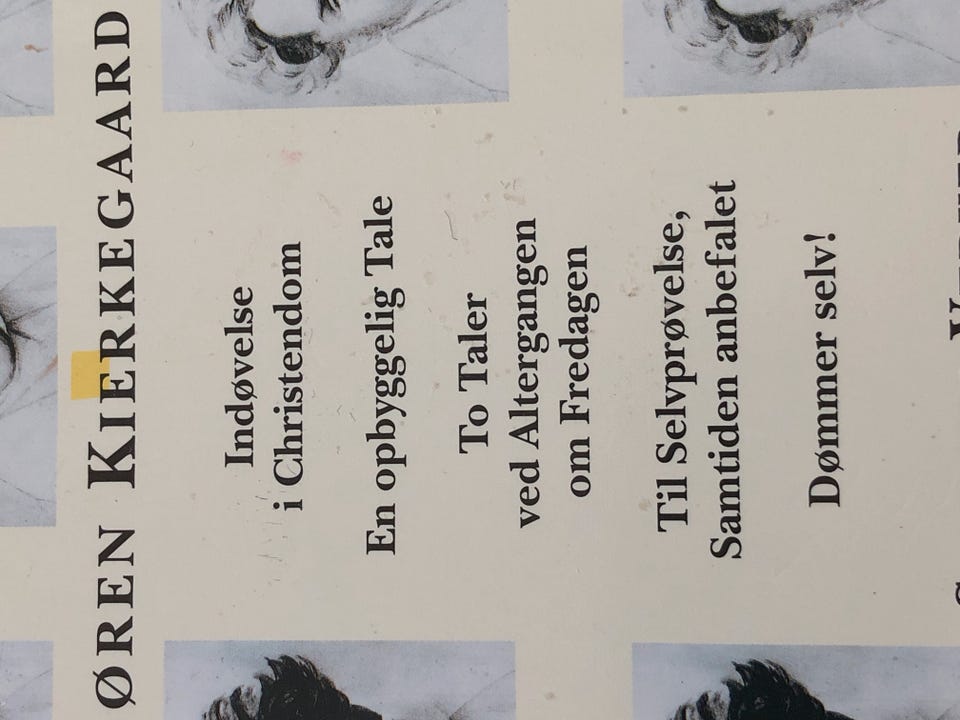 ØREN KIERKEGAARD
Indøvelse
i Christendom
En opbyggelig Tale
To Taler
ved Altergangen
om Fredagen
Til Selvprøvelse,
Samtiden anbefalet
Dømmer selv!